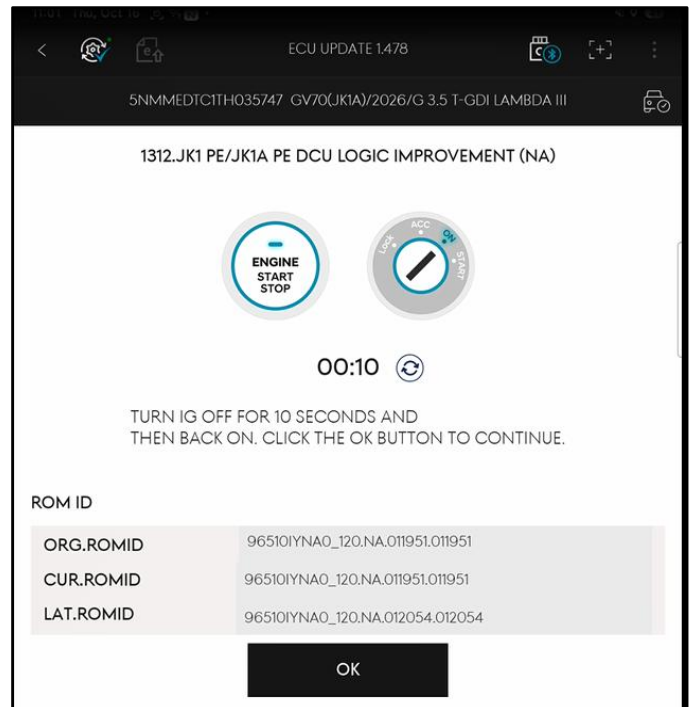 ECU UPDATE 1.478
5NMMEDTC1TH035747 GV70(JK1A)/2026/G 3.5 T-GDI LAMBDA III
1312.JK1 PE/JK1A PE DCU LOGIC IMPROVEMENT (NA)
ENGINE
START
STOP
Lock
ACC
ON
START
00:10
TURN IG OFF FOR 10 SECONDS AND
THEN BACK ON. CLICK THE OK BUTTON TO CONTINUE.
ROM ID
ORG.ROMID 96510IYNA0_120.NA.011951.011951
CUR.ROMID 96510IYNA0_120.NA.011951.011951
LAT.ROMID 96510IYNA0_120.NA.012054.012054
OK